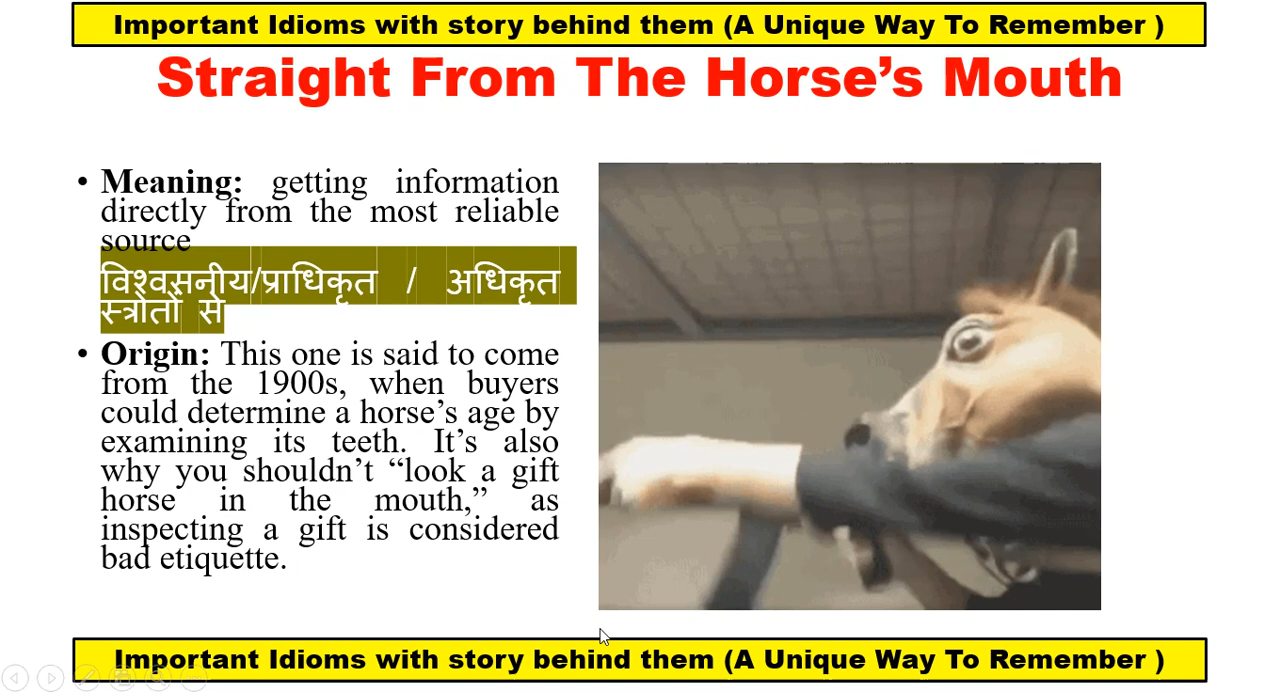 Important Idioms with story behind them (A Unique Way To Remember )
Straight From The Horse’s Mouth
• Meaning: getting information
directly from the most reliable
source
विश्वसनीय/प्राधिकृत / अधिकृत
स्त्रोतों से
• Origin: This one is said to come
from the 1900s, when buyers
could determine a horse’s age by
examining its teeth. It’s also
why you shouldn’t “look a gift
horse in the mouth,” as
inspecting a gift is considered
bad etiquette.
Important Idioms with story behind them (A Unique Way To Remember )